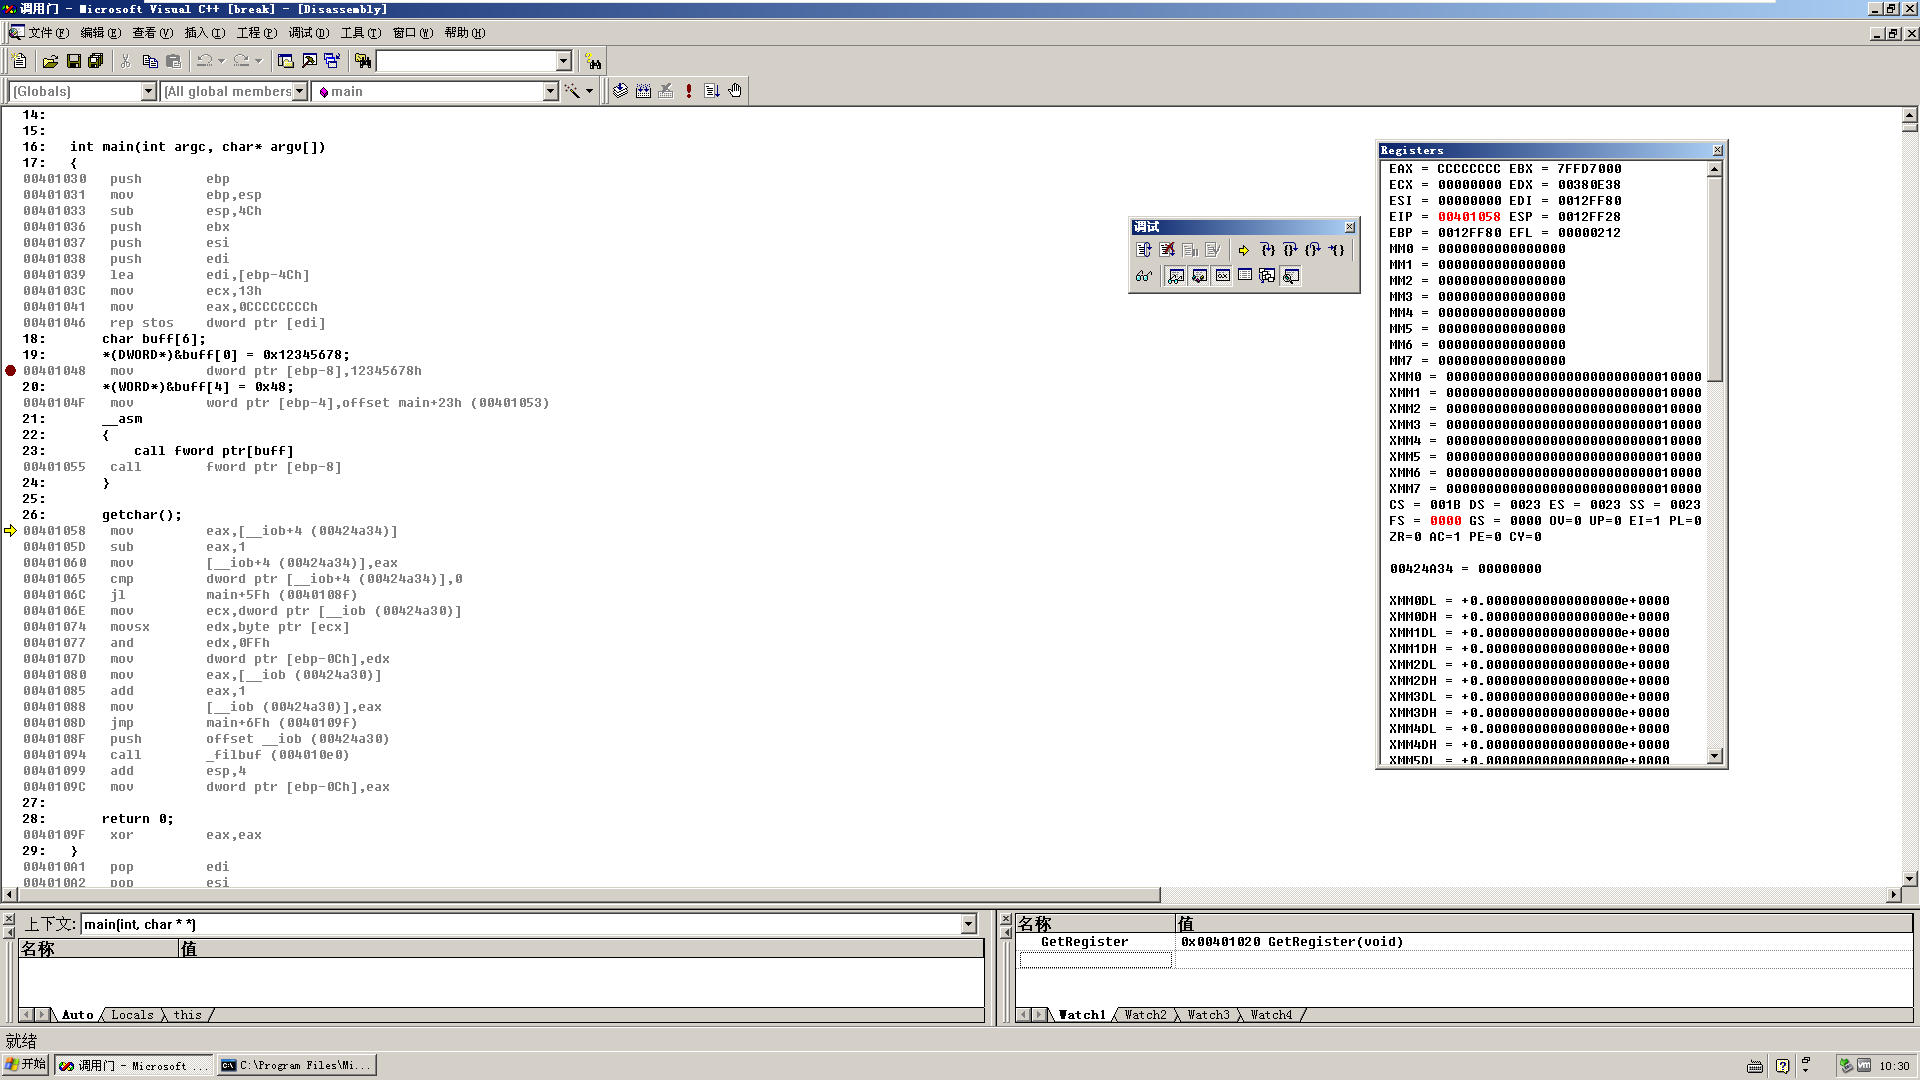 调用门 - Microsoft Visual C++ [break] - [Disassembly]
文件(F) 编辑(E) 查看(V) 插入(I) 工程(P) 调试(D) 工具(T) 窗口(W) 帮助(H)
(Globals) (All global members main
14:
15:
16: int main(int argc, char* argv[])
17: {
00401030 push ebp
00401031 mov ebp,esp
00401033 sub esp,4Ch
00401036 push ebx
00401037 push esi
00401038 push edi
00401039 lea edi,[ebp-4Ch]
0040103C mov ecx,13h
00401041 mov eax,0CCCCCCCCh
00401046 rep stos dword ptr [edi]
18: char buff[6];
19: *(DWORD*)&buff[0] = 0x12345678;
00401048 mov dword ptr [ebp-8],12345678h
20: *(WORD*)&buff[4] = 0x48;
0040104F mov word ptr [ebp-4],offset main+23h (00401053)
21: __asm
22: {
23: call fword ptr[buff]
00401055 call fword ptr [ebp-8]
24: }
25:
26: getchar();
00401058 mov eax,[__iob+4 (00424a34)]
0040105D sub eax,1
00401060 mov [__iob+4 (00424a34)],eax
00401065 cmp dword ptr [__iob+4 (00424a34)],0
0040106C jl main+5Fh (0040108f)
0040106E mov ecx,dword ptr [__iob (00424a30)]
00401074 movsx edx,byte ptr [ecx]
00401077 and edx,0FFh
0040107D mov dword ptr [ebp-0Ch],edx
00401080 mov eax,[__iob (00424a30)]
00401085 add eax,1
00401088 mov [__iob (00424a30)],eax
0040108D jmp main+6Fh (0040109f)
0040108F push offset __iob (00424a30)
00401094 call _filbuf (004010e0)
00401099 add esp,4
0040109C mov dword ptr [ebp-0Ch],eax
27:
28: return 0;
0040109F xor eax,eax
29: }
004010A1 pop edi
004010A2 pop esi
调试
Registers
EAX = CCCCCCCC EBX = 7FFD7000
ECX = 00000000 EDX = 00380E38
ESI = 00000000 EDI = 0012FF80
EIP = 00401058 ESP = 0012FF28
EBP = 0012FF80 EFL = 00000212
MM0 = 0000000000000000
MM1 = 0000000000000000
MM2 = 0000000000000000
MM3 = 0000000000000000
MM4 = 0000000000000000
MM5 = 0000000000000000
MM6 = 0000000000000000
MM7 = 0000000000000000
XMM0 = 00000000000000000000000000010000
XMM1 = 00000000000000000000000000010000
XMM2 = 00000000000000000000000000010000
XMM3 = 00000000000000000000000000010000
XMM4 = 00000000000000000000000000010000
XMM5 = 00000000000000000000000000010000
XMM6 = 00000000000000000000000000010000
XMM7 = 00000000000000000000000000010000
CS = 001B DS = 0023 ES = 0023 SS = 0023
FS = 0000 GS = 0000 OV=0 UP=0 EI=1 PL=0
ZR=0 AC=1 PE=0 CY=0
00424A34 = 00000000
XMM0DL = +0.00000000000000000e+0000
XMM0DH = +0.00000000000000000e+0000
XMM1DL = +0.00000000000000000e+0000
XMM1DH = +0.00000000000000000e+0000
XMM2DL = +0.00000000000000000e+0000
XMM2DH = +0.00000000000000000e+0000
XMM3DL = +0.00000000000000000e+0000
XMM3DH = +0.00000000000000000e+0000
XMM4DL = +0.00000000000000000e+0000
XMM4DH = +0.00000000000000000e+0000
XMM5DL = +0.00000000000000000e+0000
上下文: main(int, char * *)
名称 值
Auto Locals this
名称 值
GetRegister 0x00401020 GetRegister(void)
Watch1 Watch2 Watch3 Watch4
就绪
开始 调用门 - Microsoft ... C:\Program Files\Mi... 10:30